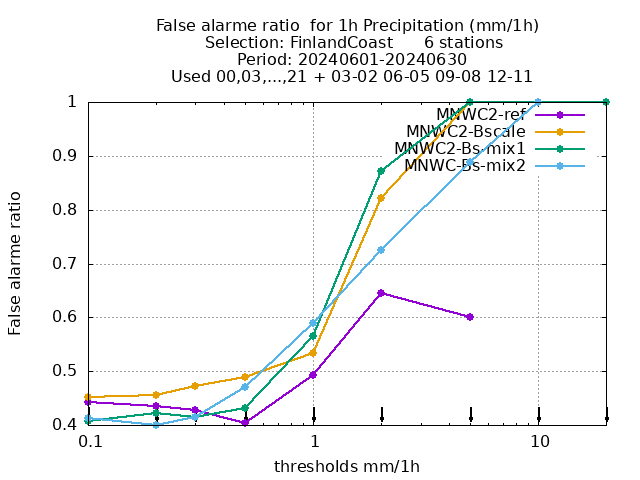 False alarme ratio  for 1h Precipitation (mm/1h)
Selection: FinlandCoast      6 stations
Period: 20240601-20240630
Used 00,03,...,21 + 03-02 06-05 09-08 12-11
MNWC2-ref
MNWC2-Bscale
MNWC2-Bs-mix1
MNWC-Bs-mix2
1
0.9
0.8
0.7
0.6
0.5
0.4
False alarme ratio
0.1 1 10
thresholds mm/1h